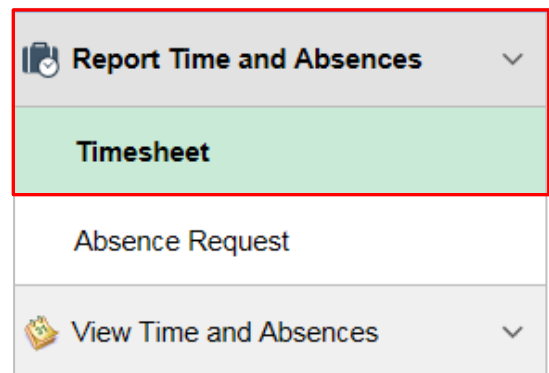 Report Time and Absences
Timesheet
Absence Request
View Time and Absences